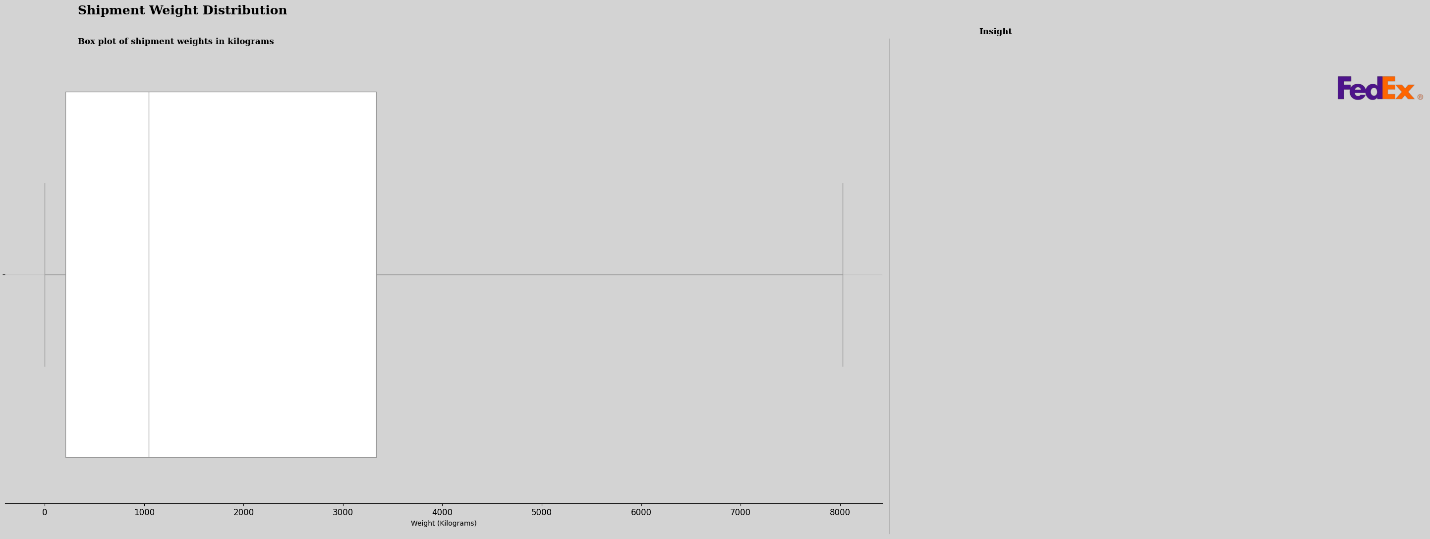 Shipment Weight Distribution
Box plot of shipment weights in kilograms
Insight
FedEx®
0 1000 2000 3000 4000 5000 6000 7000 8000
Weight (Kilograms)